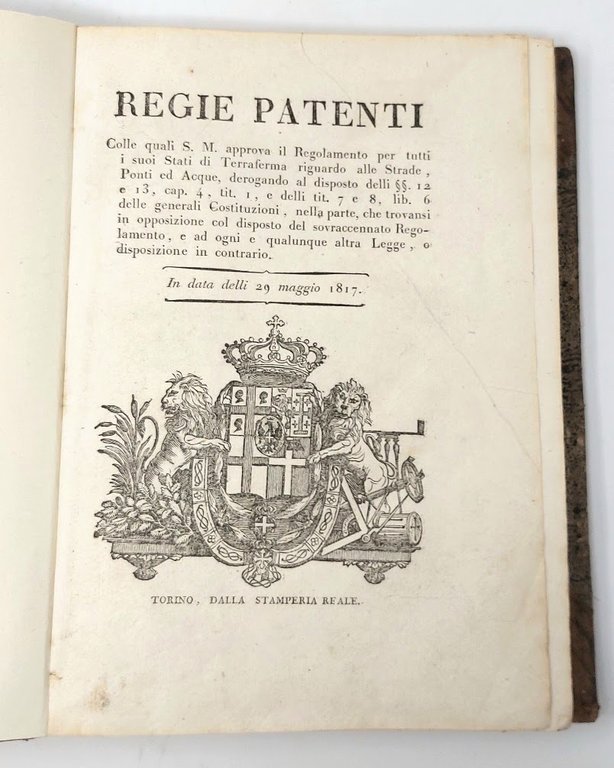 REGIE PATENTI
Colle quali S. M. approva il Regolamento per tutti
i suoi Stati di Terraferma riguardo alle Strade,
Ponti ed Acque, derogando al disposto delli §§. 12
e 13, cap. 4, tit. 1, e delli tit. 7 e 8, lib. 6
delle generali Costituzioni, nella parte, che trovansi
in opposizione col disposto del sovraccennato Rego-
lamento, e ad ogni e qualunque altra Legge, o
disposizione in contrario.
In data delli 29 maggio 1817.
TORINO, DALLA STAMPERIA REALE.